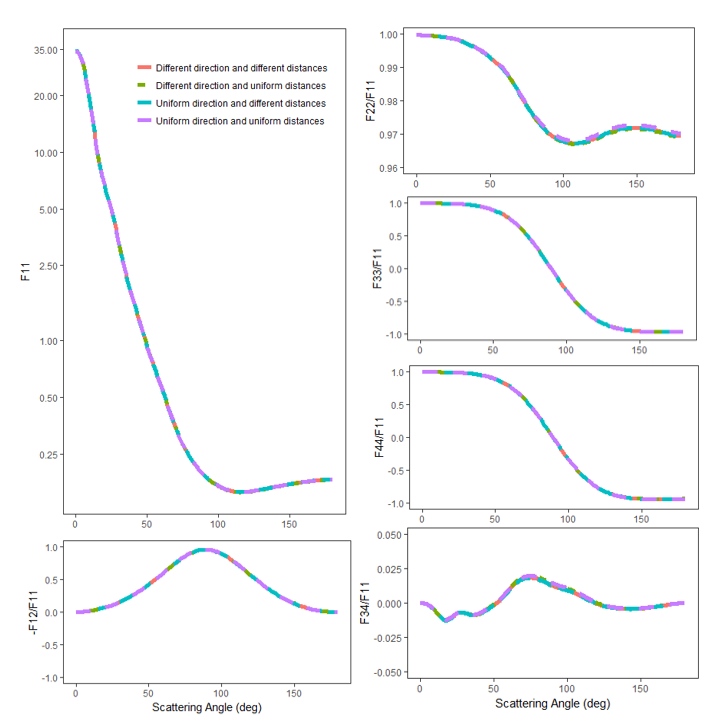 35.00
20.00
10.00
5.00
2.50
1.00
0.50
0.25
F11
Different direction and different distances
Different direction and uniform distances
Uniform direction and different distances
Uniform direction and uniform distances
0 50 100 150
1.0
0.5
0.0
-0.5
-1.0
-F12/F11
0 50 100 150
Scattering Angle (deg)
1.00
0.99
0.98
0.97
0.96
F22/F11
0 50 100 150
1.0
0.5
0.0
-0.5
-1.0
F33/F11
0 50 100 150
1.0
0.5
0.0
-0.5
-1.0
F44/F11
0 50 100 150
0.050
0.025
0.000
-0.025
-0.050
F34/F11
0 50 100 150
Scattering Angle (deg)